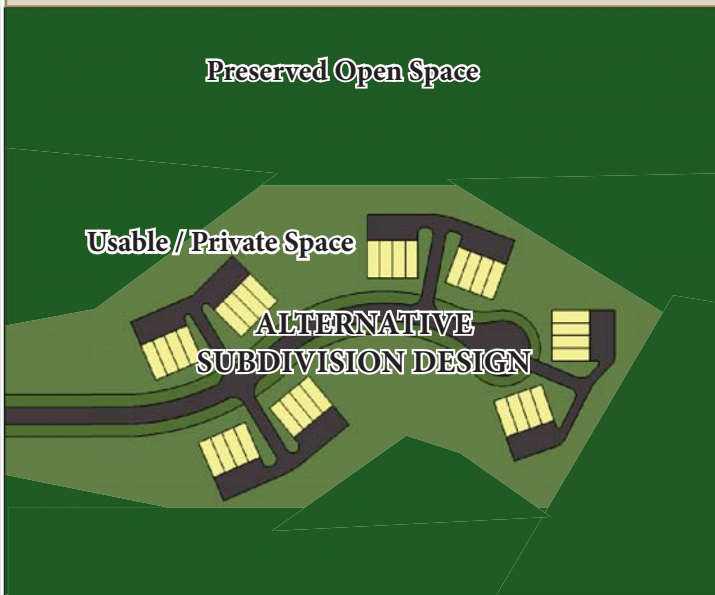 Preserved Open Space
Usable / Private Space
ALTERNATIVE
SUBDIVISION DESIGN